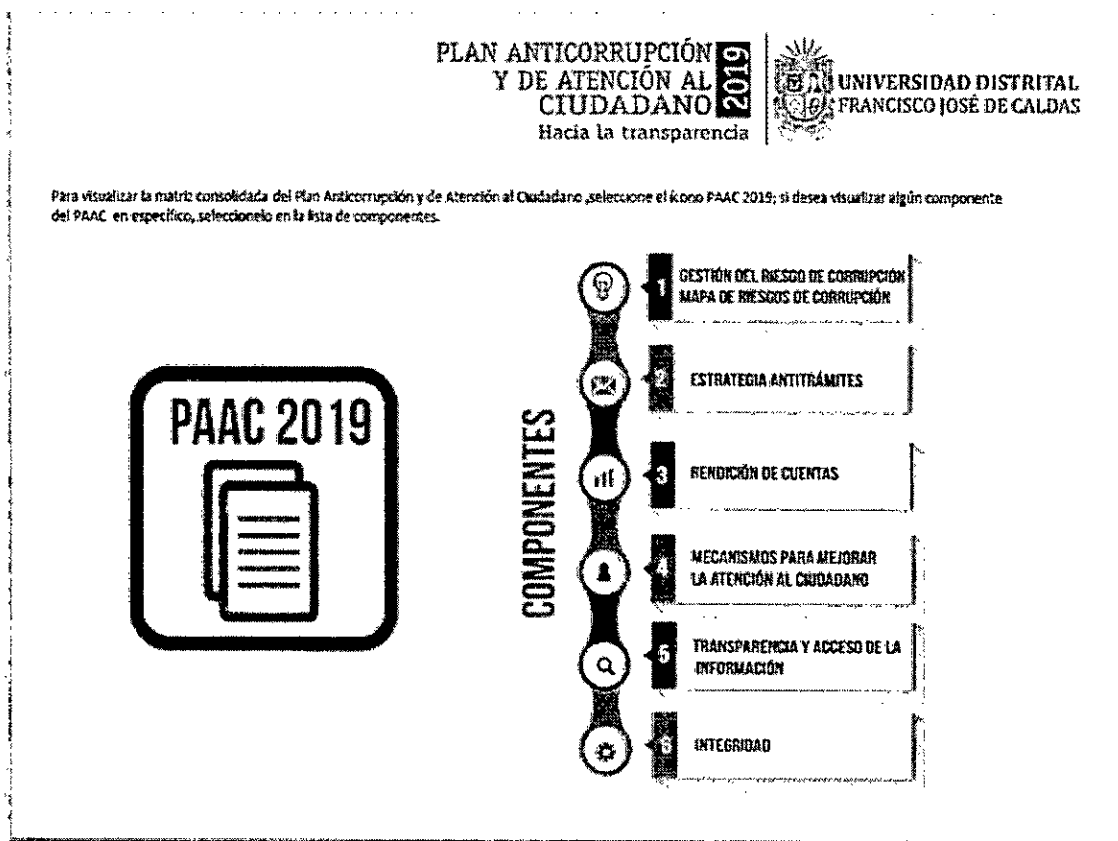 PLAN ANTICORRUPCIÓN
Y DE ATENCIÓN AL
CIUDADANO
2019
Hacia la transparencia
UNIVERSIDAD DISTRITAL
FRANCISCO JOSÉ DE CALDAS
Para visualizar la matriz consolidada del Plan Anticorrupción y de Atención al Ciudadano ,seleccione el ícono PAAC 2019; si desea visualizar algún componente
del PAAC en específico, seleccionelo en la lista de componentes.
PAAC 2019
COMPONENTES
1
GESTIÓN DEL RIESGO DE CORRUPCIÓN
MAPA DE RIESGOS DE CORRUPCIÓN
2
ESTRATEGIA ANTITRÁMITES
3
RENDICIÓN DE CUENTAS
4
MECANISMOS PARA MEJORAR
LA ATENCIÓN AL CIUDADANO
5
TRANSPARENCIA Y ACCESO DE LA
INFORMACIÓN
6
INTEGRIDAD